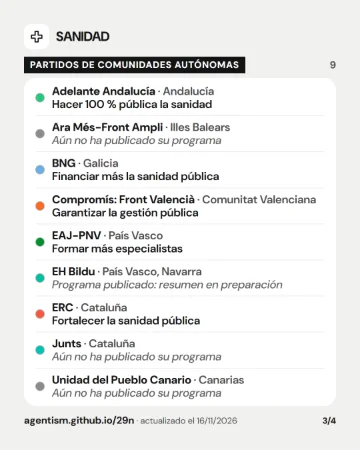 SANIDAD
PARTIDOS DE COMUNIDADES AUTÓNOMAS 9
Adelante Andalucía · Andalucía
Hacer 100 % pública la sanidad
Ara Més-Front Ampli · Illes Balears
Aún no ha publicado su programa
BNG · Galicia
Financiar más la sanidad pública
Compromís: Front Valencià · Comunitat Valenciana
Garantizar la gestión pública
EAJ-PNV · País Vasco
Formar más especialistas
EH Bildu · País Vasco, Navarra
Programa publicado: resumen en preparación
ERC · Cataluña
Fortalecer la sanidad pública
Junts · Cataluña
Aún no ha publicado su programa
Unidad del Pueblo Canario · Canarias
Aún no ha publicado su programa
agentism.github.io/29n · actualizado el 16/11/2026 3/4